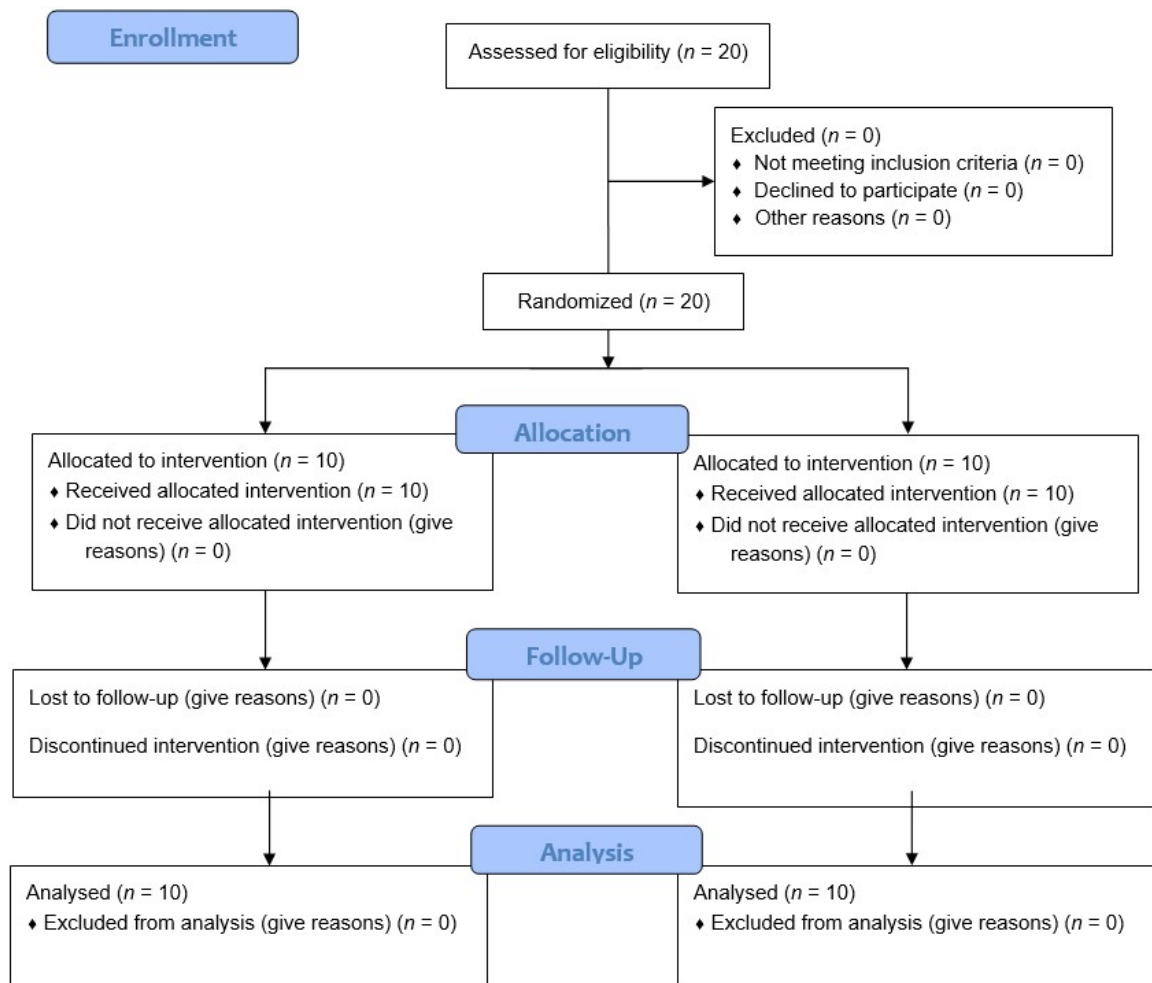 Enrollment
Assessed for eligibility (n = 20)
Excluded (n = 0)
♦ Not meeting inclusion criteria (n = 0)
♦ Declined to participate (n = 0)
♦ Other reasons (n = 0)
Randomized (n = 20)
Allocation
Allocated to intervention (n = 10)
♦ Received allocated intervention (n = 10)
♦ Did not receive allocated intervention (give
reasons) (n = 0)
Allocated to intervention (n = 10)
♦ Received allocated intervention (n = 10)
♦ Did not receive allocated intervention (give
reasons) (n = 0)
Follow-Up
Lost to follow-up (give reasons) (n = 0)
Discontinued intervention (give reasons) (n = 0)
Lost to follow-up (give reasons) (n = 0)
Discontinued intervention (give reasons) (n = 0)
Analysis
Analysed (n = 10)
♦ Excluded from analysis (give reasons) (n = 0)
Analysed (n = 10)
♦ Excluded from analysis (give reasons) (n = 0)